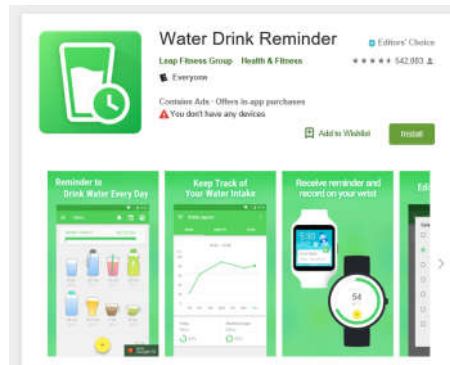 Water Drink Reminder
Editors' Choice
Leap Fitness Group Health & Fitness
542,083
Everyone
Contains Ads · Offers in-app purchases
You don't have any devices
Add to Wishlist
Install
Reminder to
Drink Water Every Day
Keep Track of
Your Water Intake
Receive reminder and
record on your wrist
54